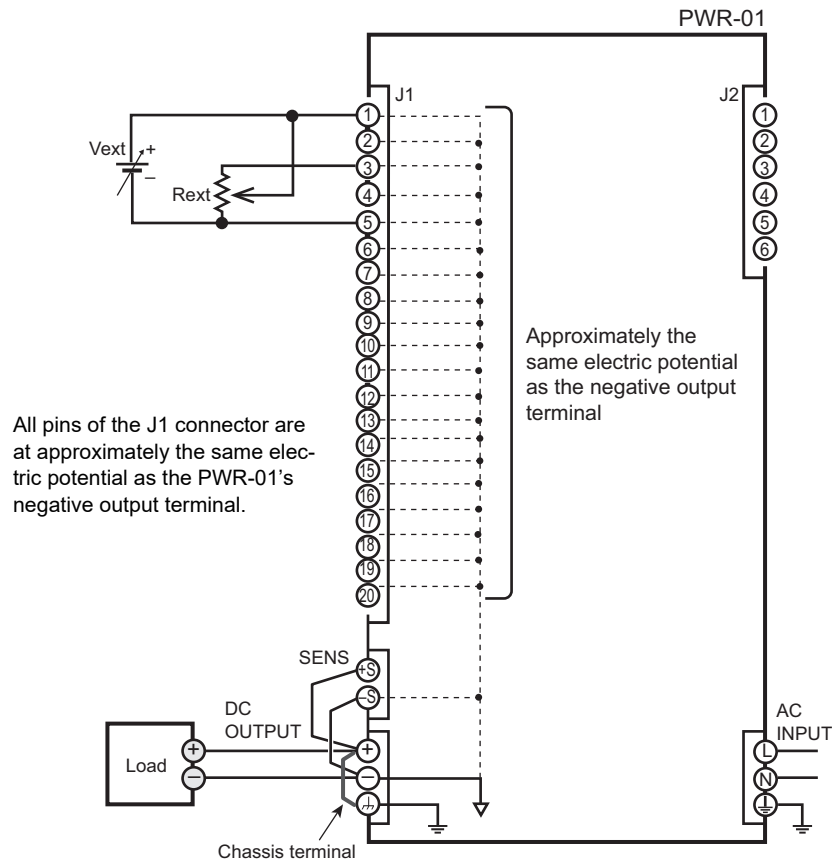 PWR-01
J1
J2
1
2
3
4
5
6
7
8
9
10
11
12
13
14
15
16
17
18
19
20
1
2
3
4
5
6
Vext
+
–
Rext
Approximately the
same electric potential
as the negative output
terminal
All pins of the J1 connector are
at approximately the same elec-
tric potential as the PWR-01's
negative output terminal.
SENS
+S
–S
DC
OUTPUT
Load
+
–
+
–
AC
INPUT
L
N
Chassis terminal